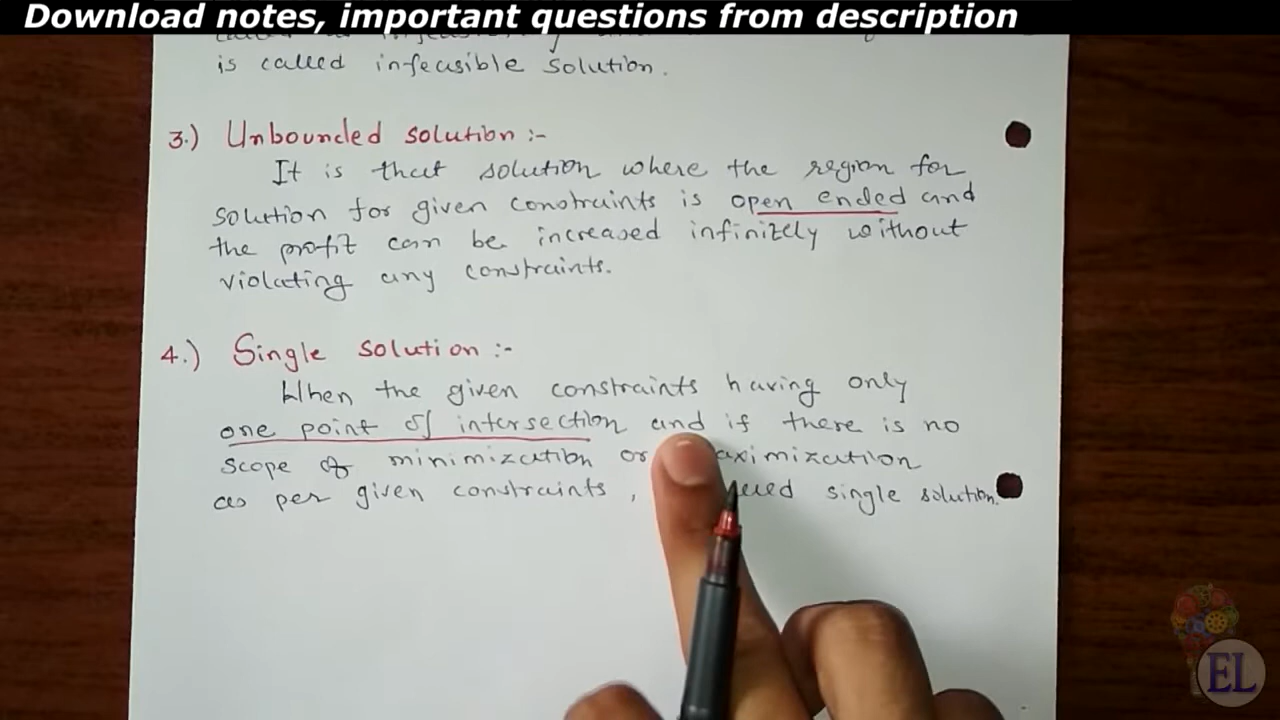 Download notes, important questions from description
is called infeasible solution.
3.) Unbounded solution :-
It is that solution where the region for
solution for given constraints is open ended and
the profit can be increased infinitely without
violating any constraints.
4.) Single solution :-
When the given constraints having only
one point of intersection and if there is no
scope of minimization or aximization
as per given constraints, single solution.
EL